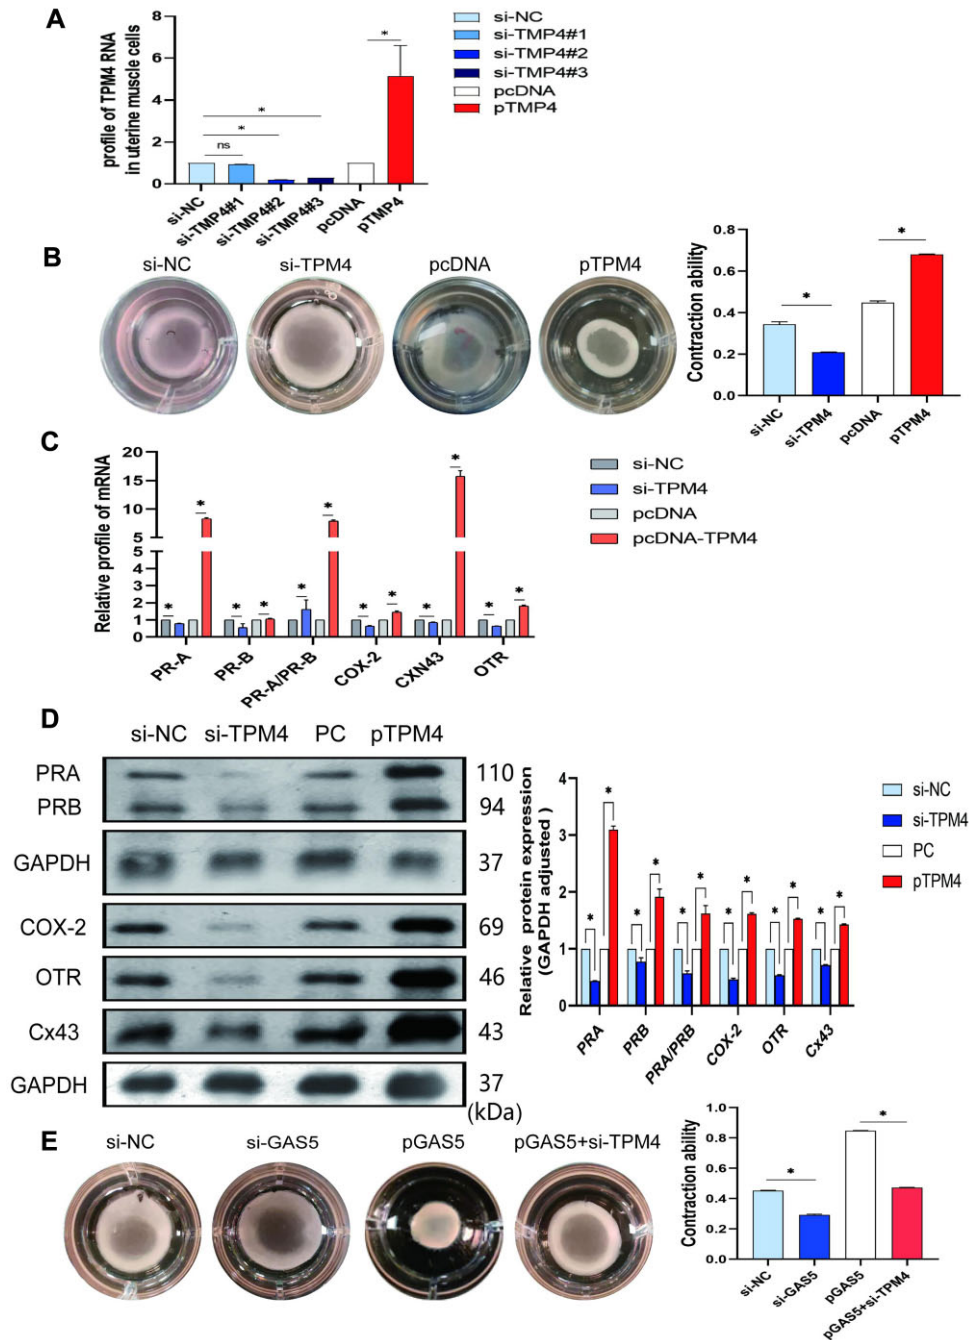 A
profile of TPM4 RNA
in uterine muscle cells
8
6
4
2
0
ns
*
*
*
si-NC
si-TMP4#1
si-TMP4#2
si-TMP4#3
pcDNA
pTMP4
si-NC
si-TMP4#1
si-TMP4#2
si-TMP4#3
pcDNA
pTMP4
B
si-NC
si-TPM4
pcDNA
pTPM4
Contraction ability
0.8
0.6
0.4
0.2
0.0
*
*
si-NC
si-TPM4
pcDNA
pTPM4
C
Relative profile of mRNA
20
15
10
5
5
4
3
2
1
0
* *
* *
* *
* *
* *
* *
PR-A
PR-B
PR-A/PR-B
COX-2
CXN43
OTR
si-NC
si-TPM4
pcDNA
pcDNA-TPM4
D
si-NC si-TPM4 PC pTPM4
PRA 110
PRB 94
GAPDH 37
COX-2 69
OTR 46
Cx43 43
GAPDH 37
(kDa)
Relative protein expression
(GAPDH adjusted )
4
3
2
1
0
* *
* *
* *
* *
* *
* *
PRA
PRB
PRA/PRB
COX-2
OTR
Cx43
si-NC
si-TPM4
PC
pTPM4
E
si-NC
si-GAS5
pGAS5
pGAS5+si-TPM4
Contraction ability
1.0
0.8
0.6
0.4
0.2
0.0
*
*
si-NC
si-GAS5
pGAS5
pGAS5+si-TPM4